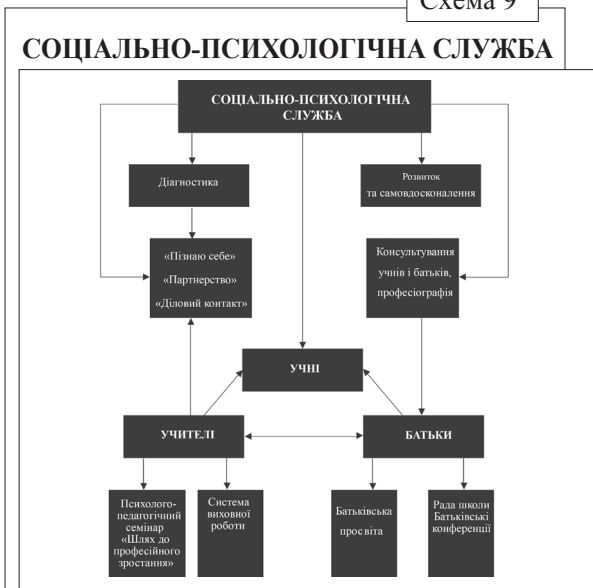 Схема 9
СОЦІАЛЬНО-ПСИХОЛОГІЧНА СЛУЖБА
СОЦІАЛЬНО-ПСИХОЛОГІЧНА
СЛУЖБА
Діагностика
Розвиток
та самовдосконалення
«Пізнаю себе»
«Партнерство»
«Діловий контакт»
Консультування
учнів і батьків,
професіографія
УЧНІ
УЧИТЕЛІ
БАТЬКИ
Психолого-
педагогічний
семінар
«Шлях до
професійного
зростання»
Система
виховної
роботи
Батьківська
просвіта
Рада школи
Батьківські
конференції